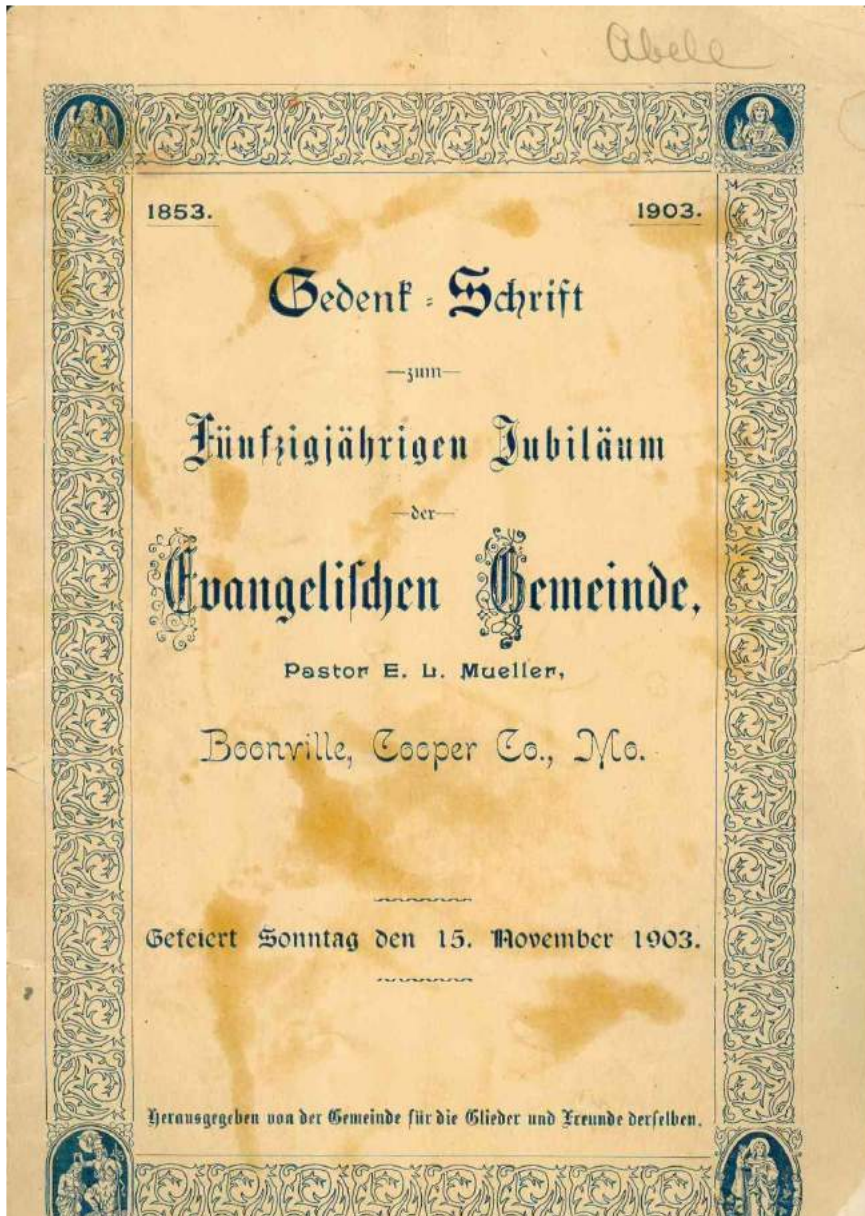 Abele
1853. 1903.
Gedenk-Schrift
—zum—
Fünfzigjährigen Jubiläum
—der—
Evangelischen Gemeinde,
Pastor E. L. Mueller,
Boonville, Cooper Co., Mo.
Gefeiert Sonntag den 15. November 1903.
Herausgegeben von der Gemeinde für die Glieder und Freunde derselben.